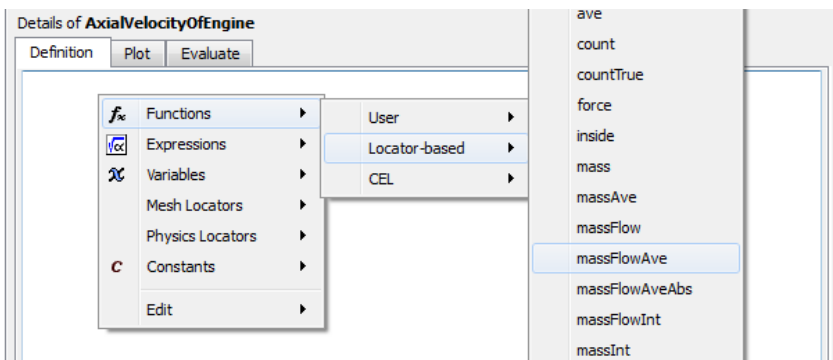 Details of AxialVelocityOfEngine
Definition
Plot
Evaluate
Functions
Expressions
Variables
Mesh Locators
Physics Locators
C Constants
Edit
User
Locator-based
CEL
ave
count
countTrue
force
inside
mass
massAve
massFlow
massFlowAve
massFlowAveAbs
massFlowInt
massInt